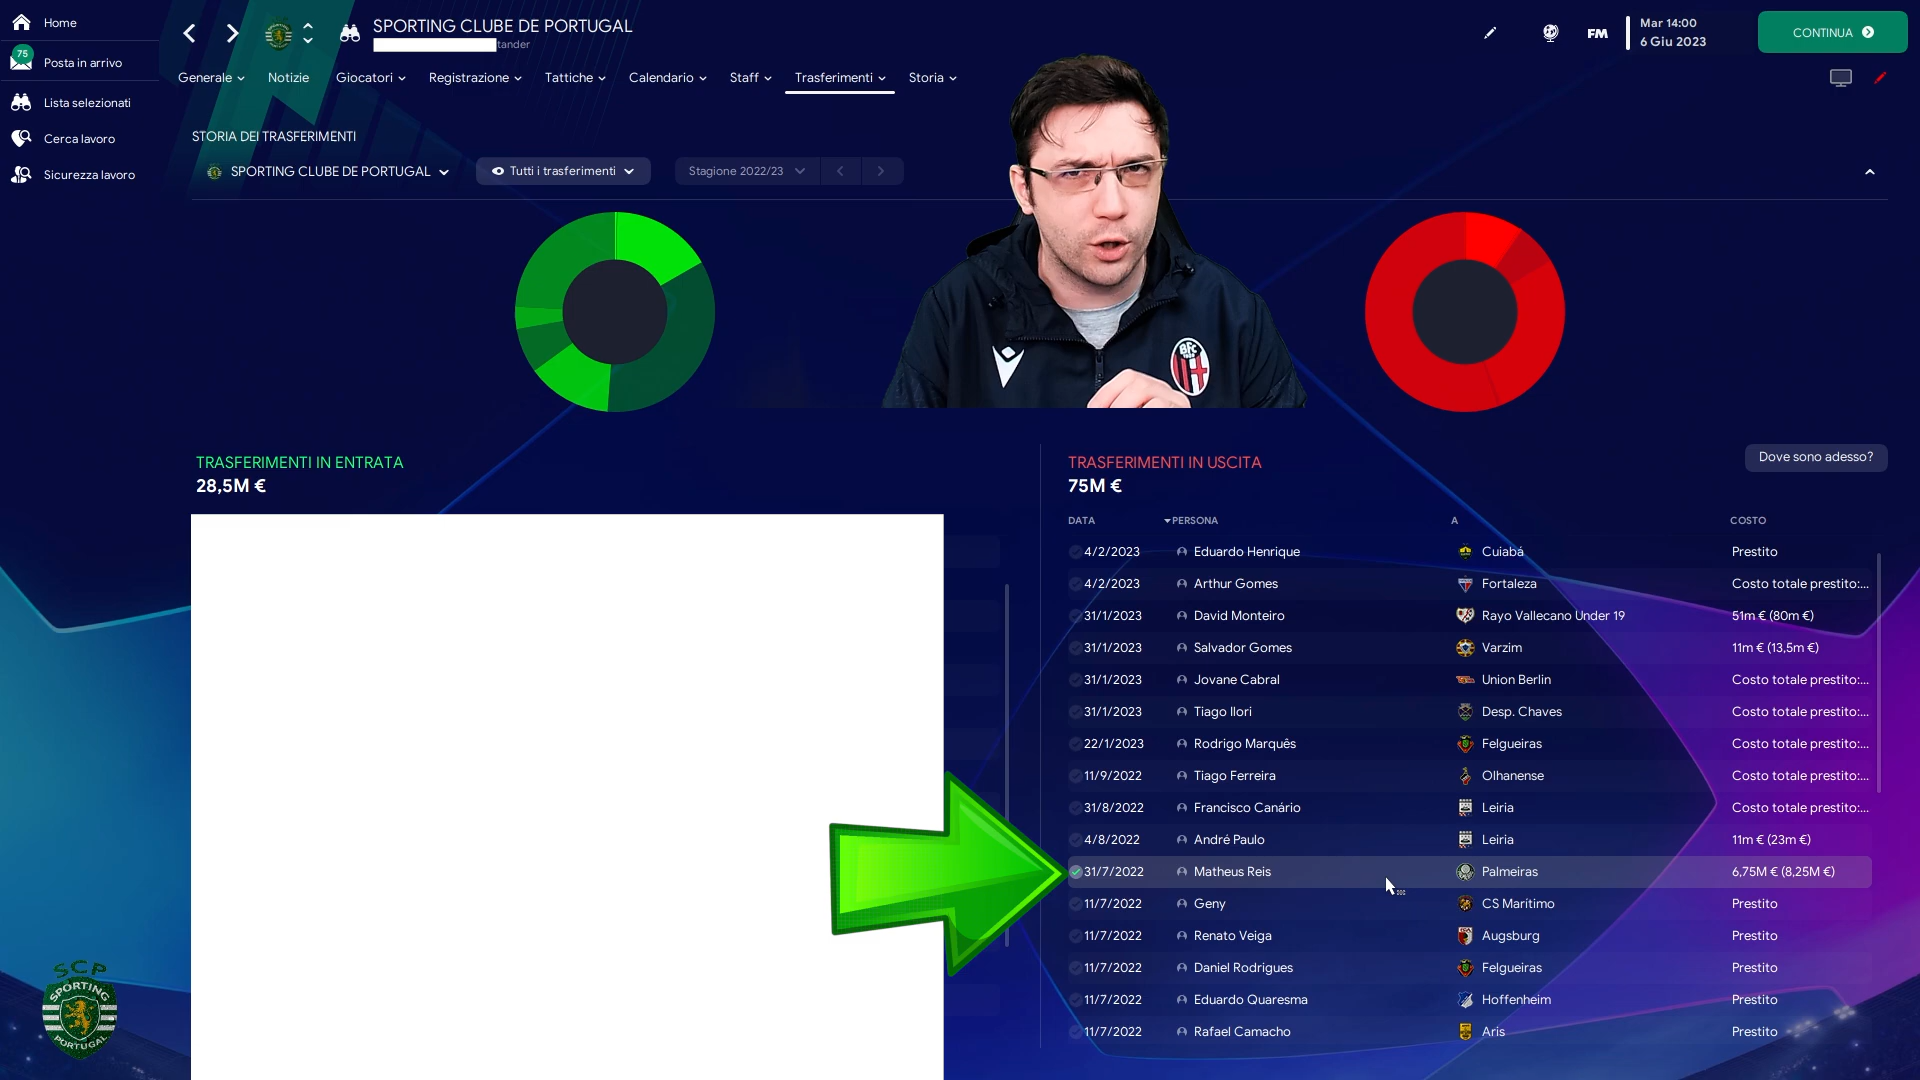 Home
75
Posta in arrivo
Lista selezionati
Cerca lavoro
Sicurezza lavoro
SPORTING CLUBE DE PORTUGAL
tander
FM
Mar 14:00
6 Giu 2023
CONTINUA
Generale
Notizie
Giocatori
Registrazione
Tattiche
Calendario
Staff
Trasferimenti
Storia
STORIA DEI TRASFERIMENTI
SPORTING CLUBE DE PORTUGAL
Tutti i trasferimenti
Stagione 2022/23
BFC
1909
TRASFERIMENTI IN ENTRATA
28,5M €
TRASFERIMENTI IN USCITA
75M €
Dove sono adesso?
DATA PERSONA A COSTO
4/2/2023 Eduardo Henrique Cuiabá Prestito
4/2/2023 Arthur Gomes Fortaleza Costo totale prestito:...
31/1/2023 David Monteiro Rayo Vallecano Under 19 51m € (80m €)
31/1/2023 Salvador Gomes Varzim 11m € (13,5m €)
31/1/2023 Jovane Cabral Union Berlin Costo totale prestito:...
31/1/2023 Tiago Ilori Desp. Chaves Costo totale prestito:...
22/1/2023 Rodrigo Marquês Felgueiras Costo totale prestito:...
11/9/2022 Tiago Ferreira Olhanense Costo totale prestito:...
31/8/2022 Francisco Canário Leiria Costo totale prestito:...
4/8/2022 André Paulo Leiria 11m € (23m €)
31/7/2022 Matheus Reis Palmeiras 6,75M € (8,25M €)
11/7/2022 Geny CS Marítimo Prestito
11/7/2022 Renato Veiga Augsburg Prestito
11/7/2022 Daniel Rodrigues Felgueiras Prestito
11/7/2022 Eduardo Quaresma Hoffenheim Prestito
11/7/2022 Rafael Camacho Aris Prestito
SCP
SPORTING
PORTUGAL